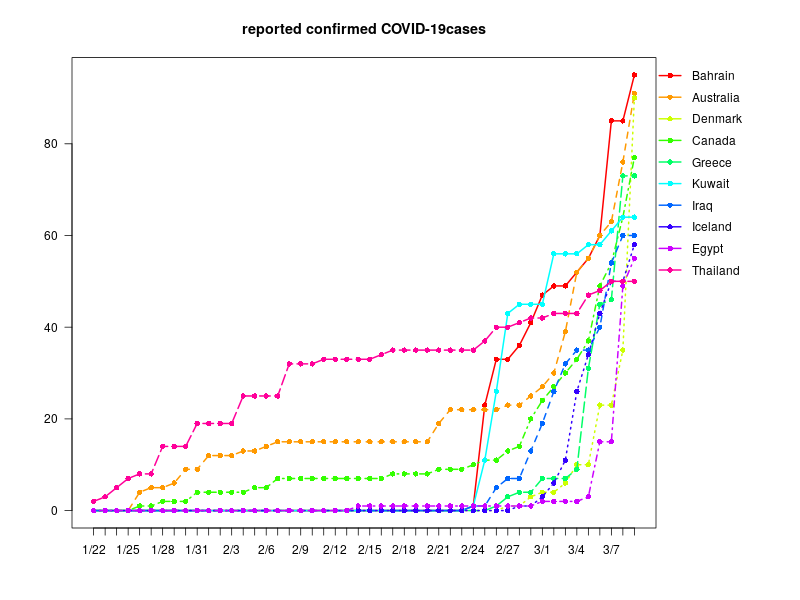 reported confirmed COVID-19cases
Bahrain
Australia
Denmark
Canada
Greece
Kuwait
Iraq
Iceland
Egypt
Thailand
80
60
40
20
0
1/22 1/25 1/28 1/31 2/3 2/6 2/9 2/12 2/15 2/18 2/21 2/24 2/27 3/1 3/4 3/7